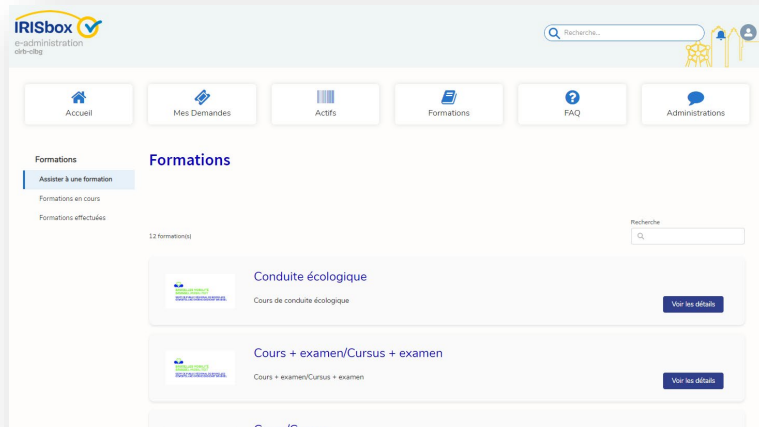 IRISbox
e-administration
cirb-cibg
Recherche...
Accueil
Mes Demandes
Actifs
Formations
FAQ
Administrations
Formations
Assister à une formation
Formations en cours
Formations effectuées
Formations
12 formation(s)
Recherche
Conduite écologique
Cours de conduite écologique
Voir les détails
Cours + examen/Cursus + examen
Cours + examen/Cursus + examen
Voir les détails